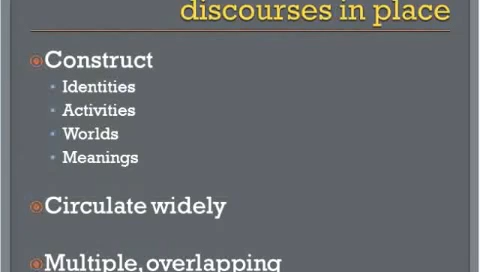 discourses in place
Construct
Identities
Activities
Worlds
Meanings
Circulate widely
Multiple, overlapping